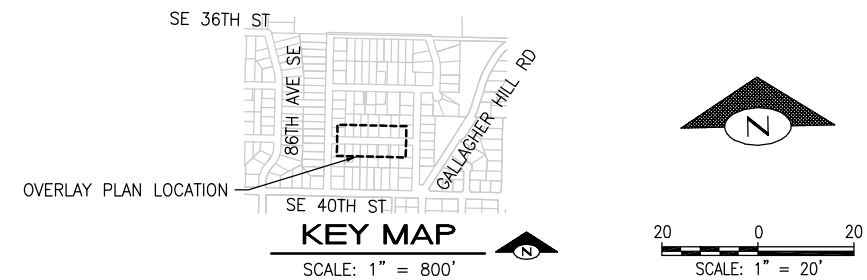 SE 36TH ST
86TH AVE SE
GALLAGHER HILL RD
OVERLAY PLAN LOCATION
SE 40TH ST
KEY MAP
N
SCALE: 1" = 800'
N
20 0 20
SCALE: 1" = 20'